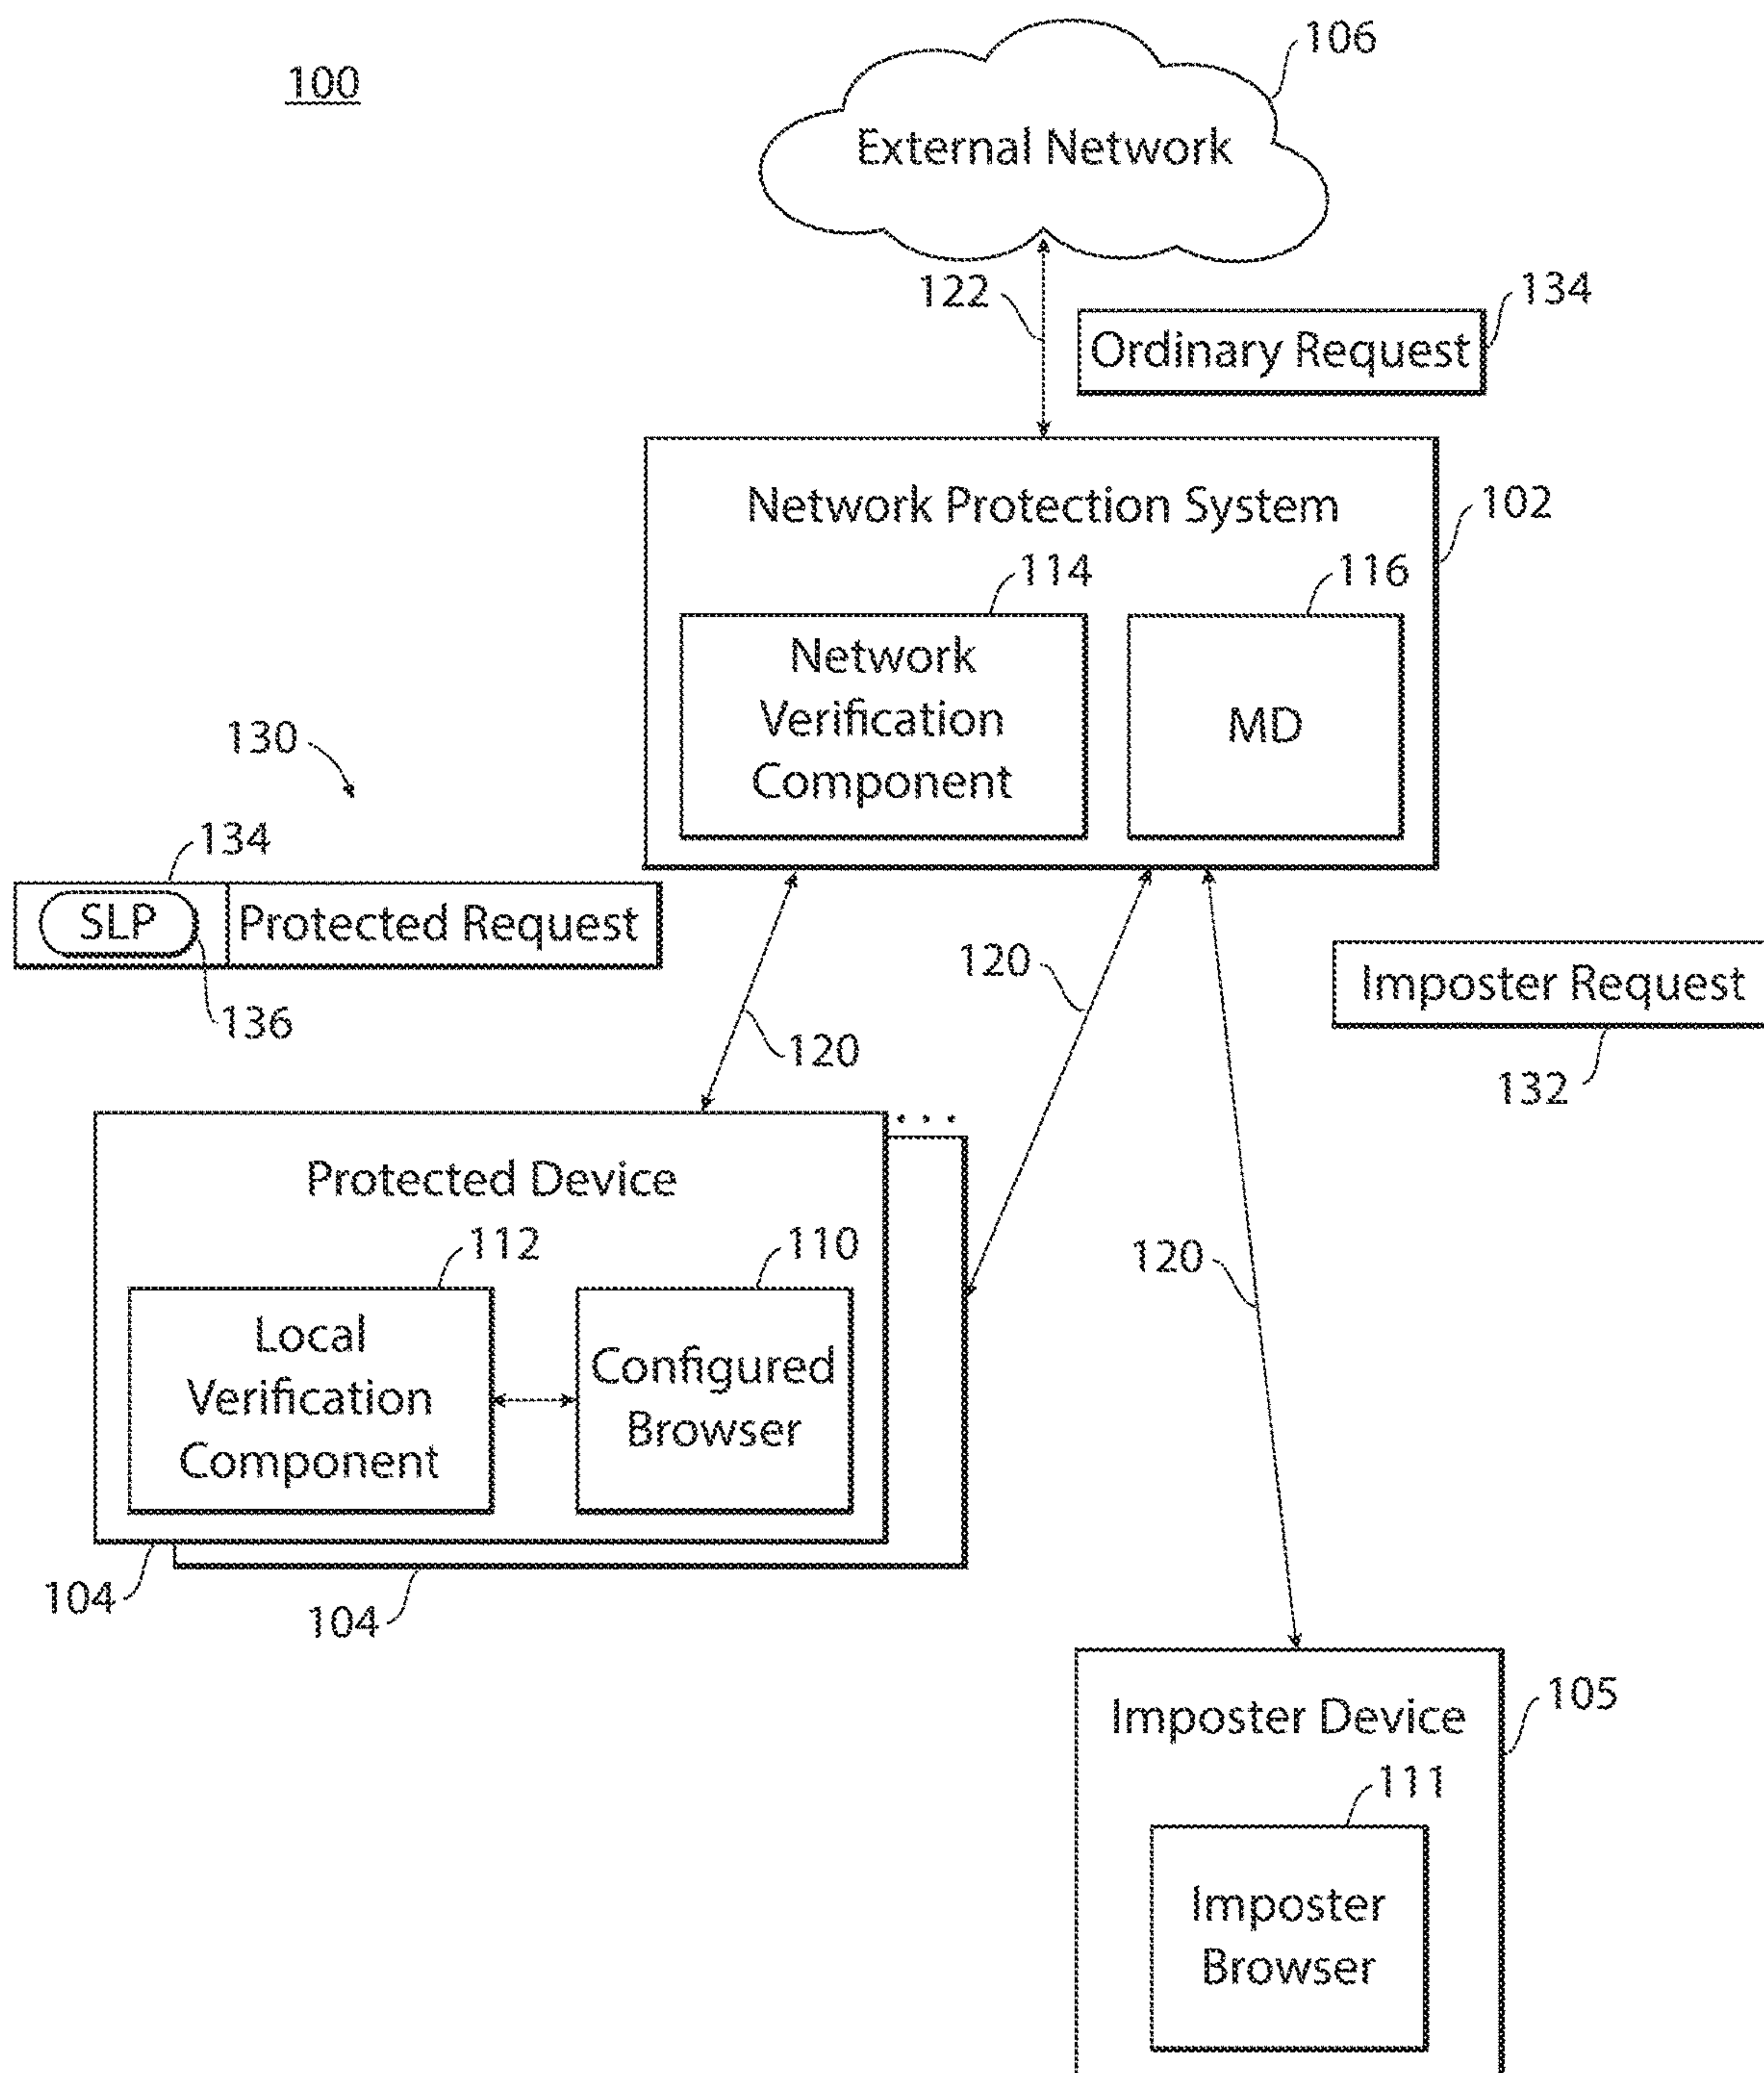 100
106
External Network
122
134
Ordinary Request
Network Protection System
102
114
116
Network
Verification
Component
MD
130
134
SLP
Protected Request
136
120
120
Imposter Request
132
. . .
Protected Device
112
110
Local
Verification
Component
Configured
Browser
104
104
120
Imposter Device
105
111
Imposter
Browser